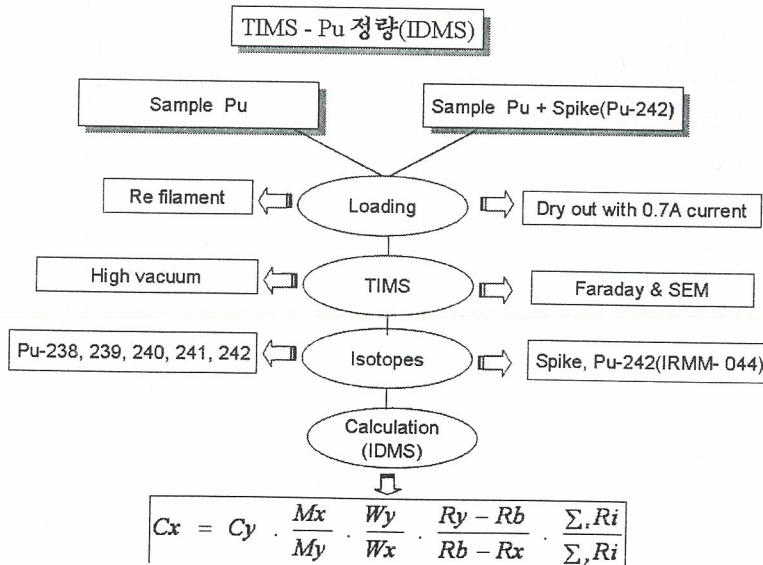 TIMS - Pu 정량(IDMS)
Sample Pu
Sample Pu + Spike(Pu-242)
Re filament
Loading
Dry out with 0.7A current
High vacuum
TIMS
Faraday & SEM
Pu-238, 239, 240, 241, 242
Isotopes
Spike, Pu-242(IRMM- 044)
Calculation
(IDMS)
Cx = Cy . Mx/My . Wy/Wx . (Ry − Rb)/(Rb − Rx) . Σx Ri/Σy Ri